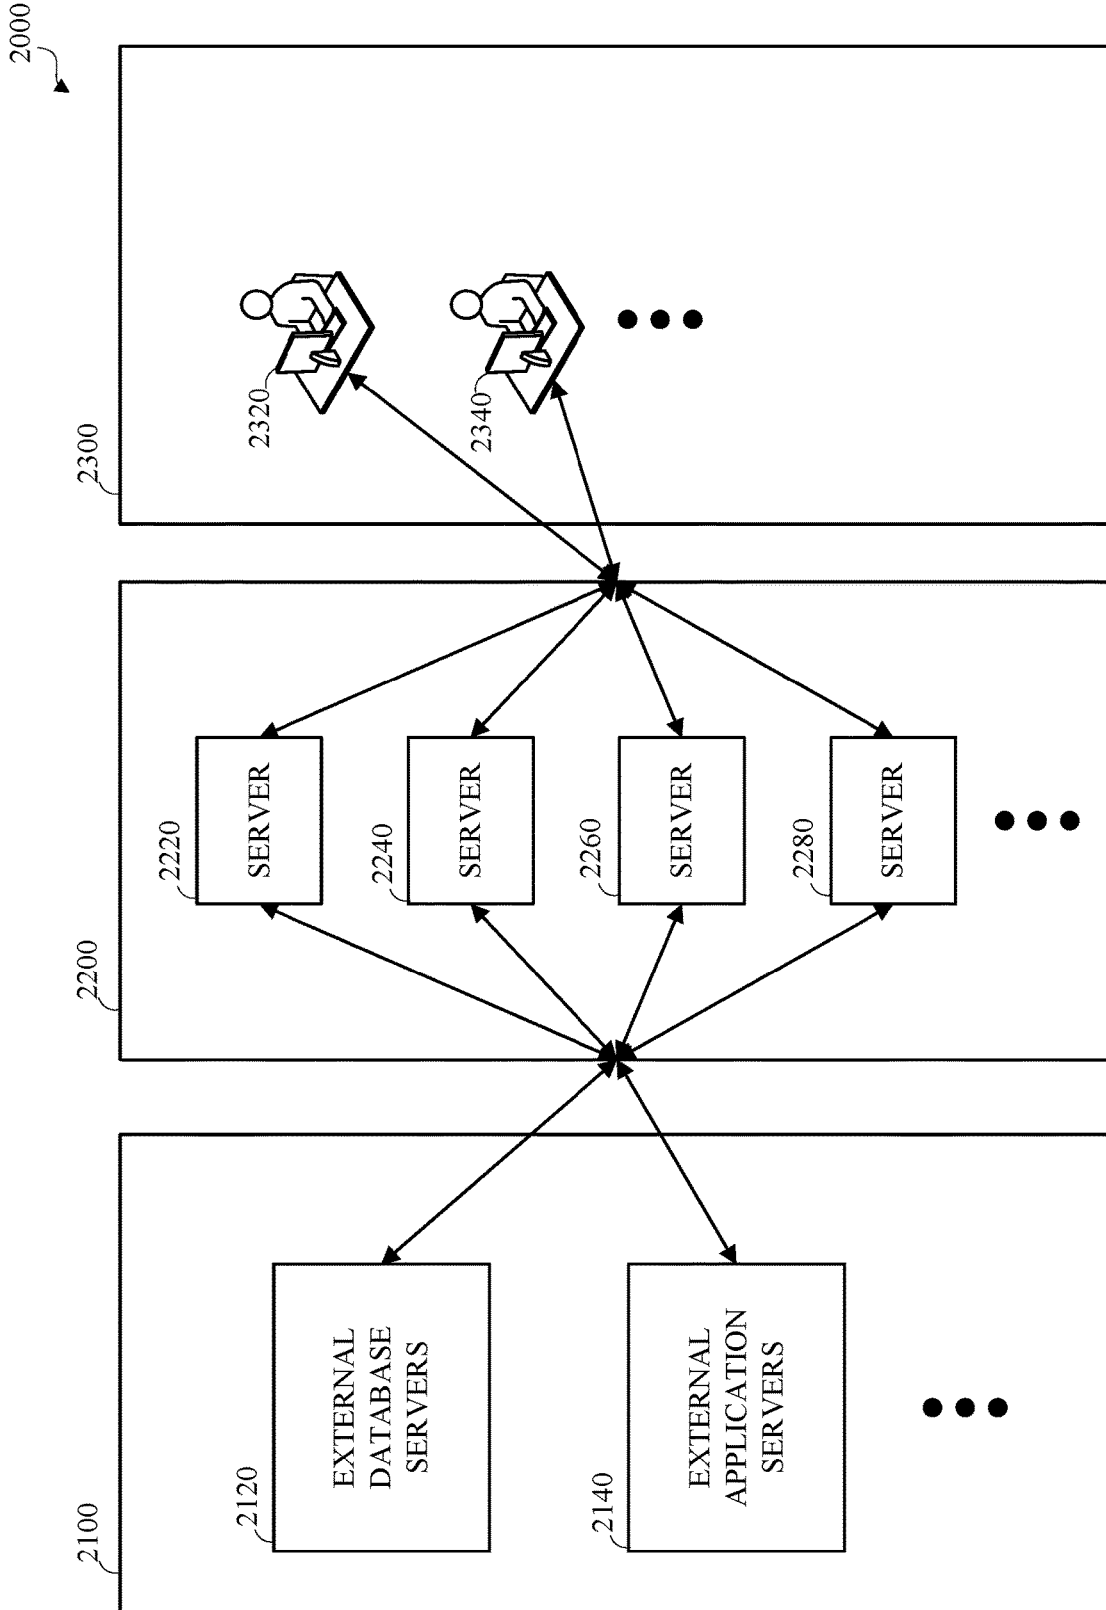 2000
2100
2120
EXTERNAL
DATABASE
SERVERS
2140
EXTERNAL
APPLICATION
SERVERS
2200
2220
SERVER
2240
SERVER
2260
SERVER
2280
SERVER
2300
2320
2340